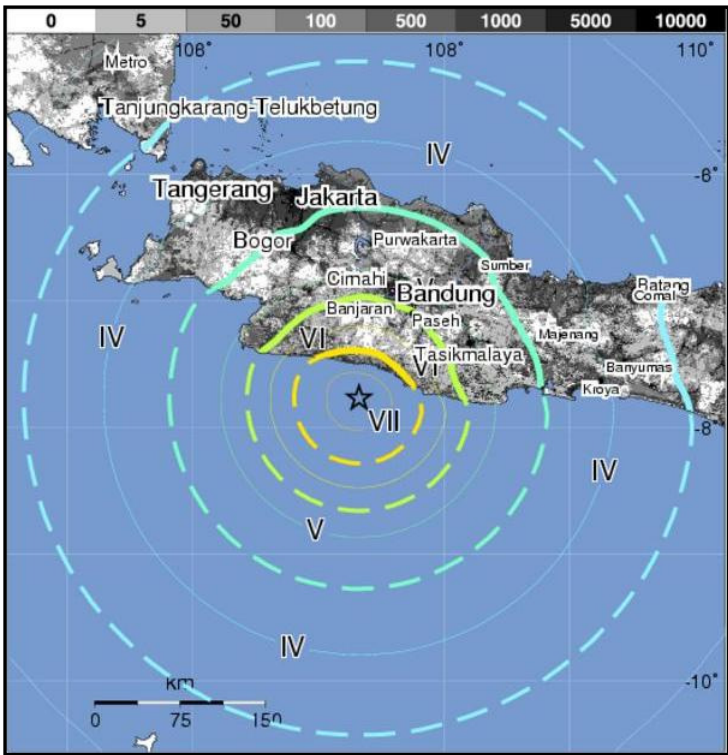 0 5 50 100 500 1000 5000 10000
106° 108° 110°
Metro
Tanjungkarang-Telukbetung
IV
-6°
Tangerang Jakarta
Bogor Purwakarta
Sumber
Cimahi V
Bandung
Batang
Comal
Banjaran Paseh
IV VI Majenang
Tasikmalaya
VI Banyumas
Kroya
VII -8°
IV
V
IV
-10°
km
0 75 150